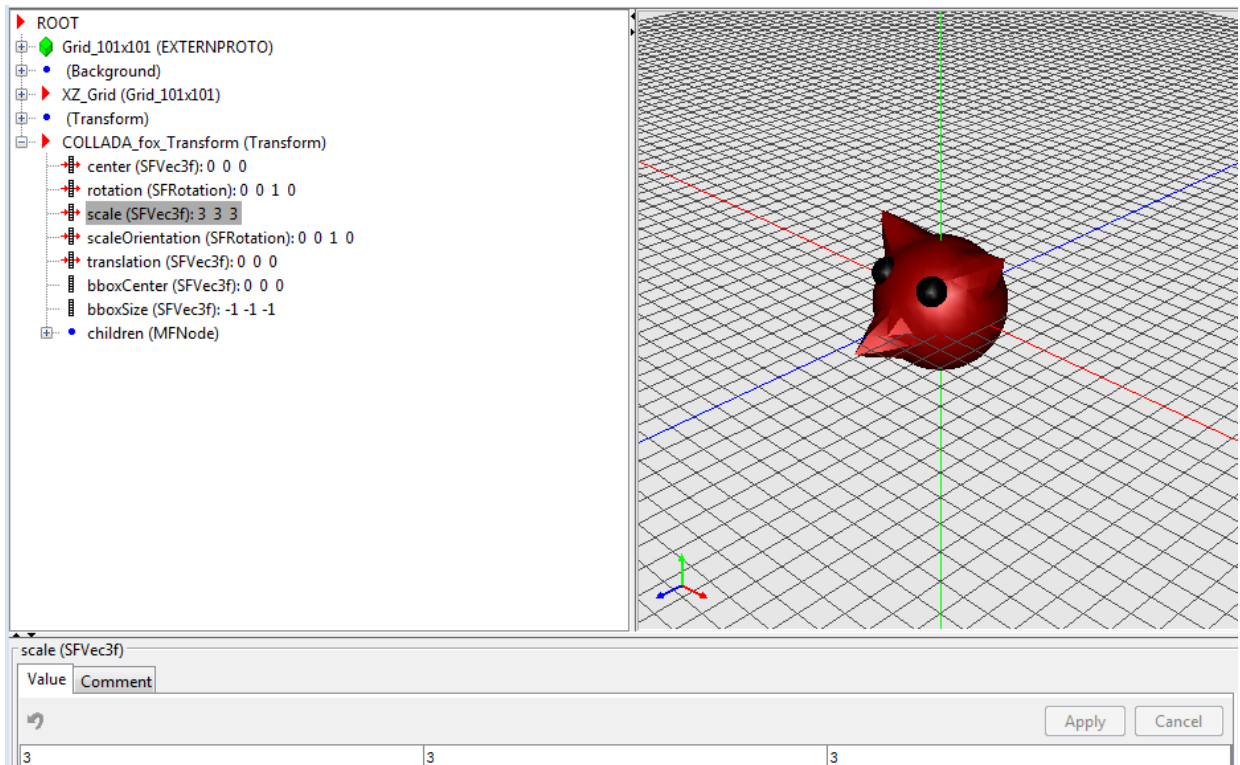 ROOT
Grid_101x101 (EXTERNPROTO)
(Background)
XZ_Grid (Grid_101x101)
(Transform)
COLLADA_fox_Transform (Transform)
center (SFVec3f): 0 0 0
rotation (SFRotation): 0 0 1 0
scale (SFVec3f): 3 3 3
scaleOrientation (SFRotation): 0 0 1 0
translation (SFVec3f): 0 0 0
bboxCenter (SFVec3f): 0 0 0
bboxSize (SFVec3f): -1 -1 -1
children (MFNode)
scale (SFVec3f)
Value Comment
Apply Cancel
3 3 3